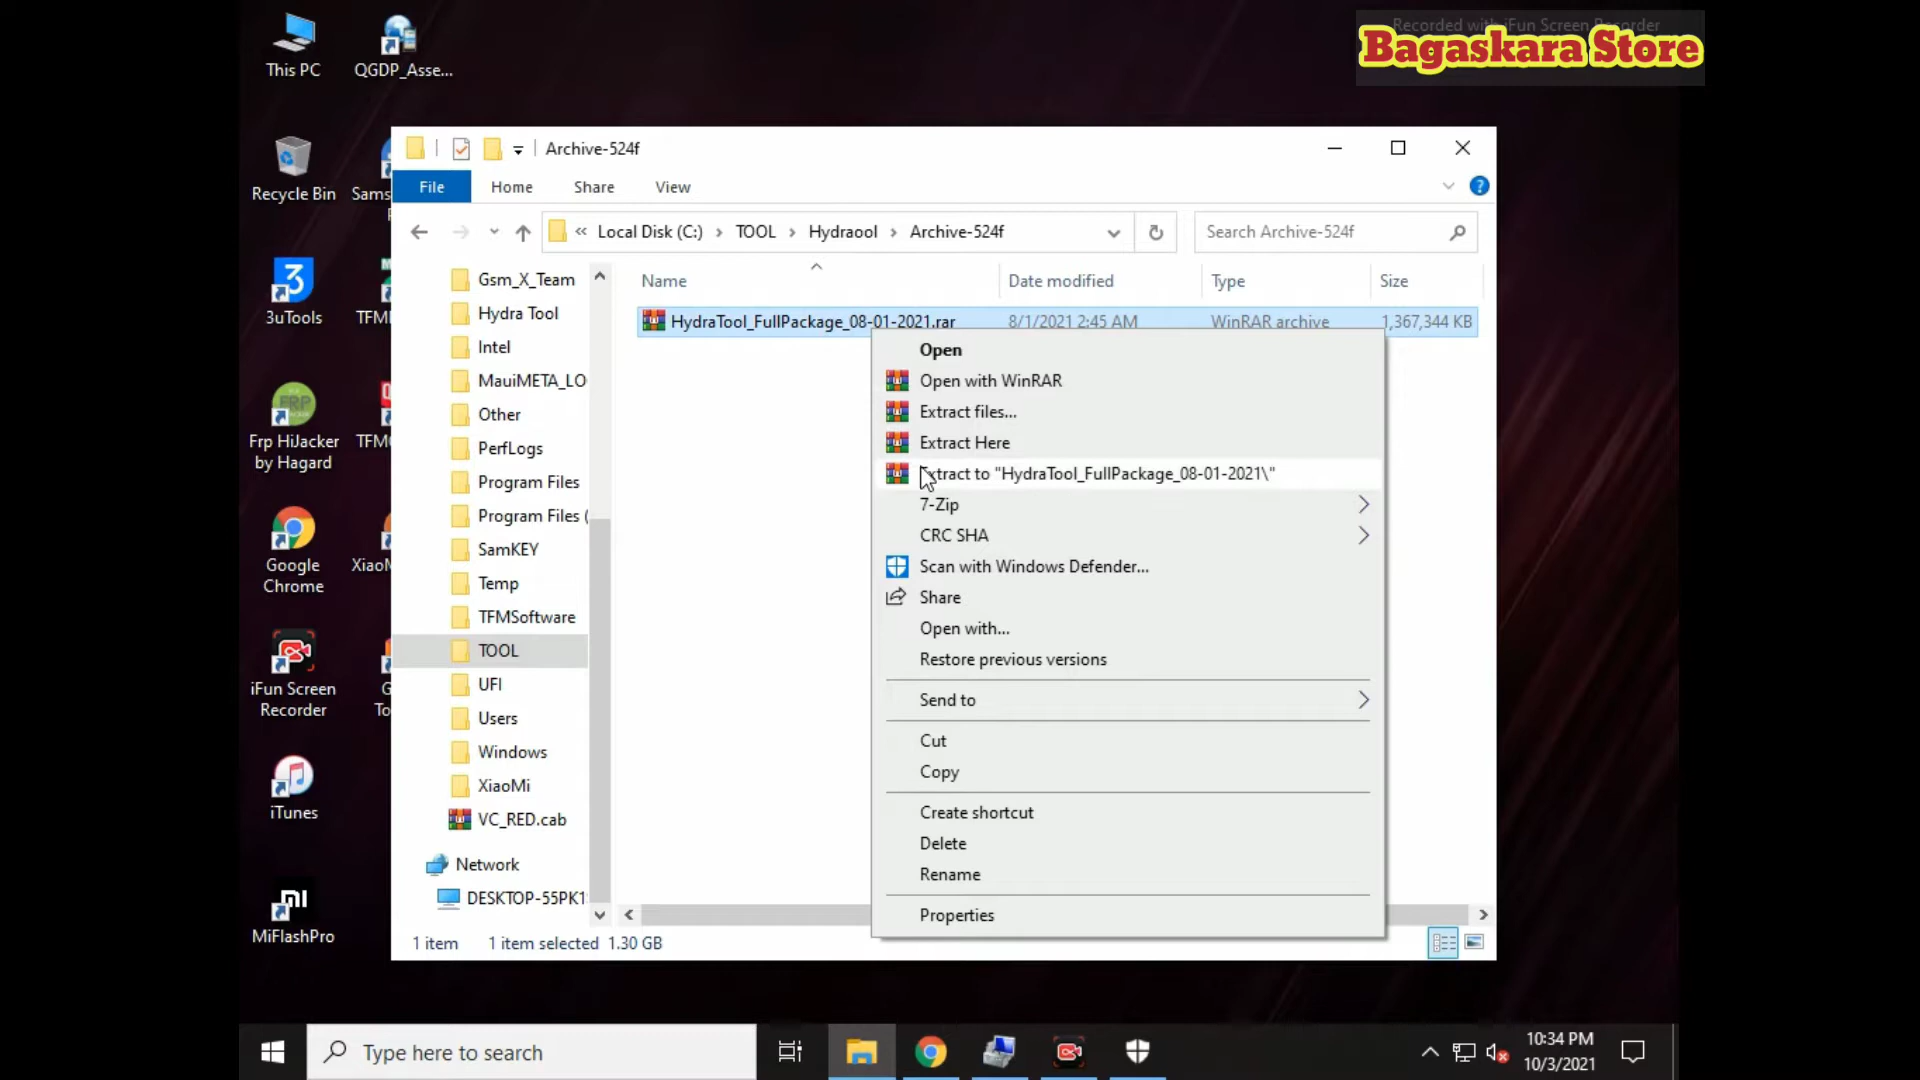 This PC
QGDP_Asse...
Recorded with iFun Screen Recorder
Bagaskara Store
Recycle Bin
Sams
3uTools
Frp HiJacker
by Hagard
Google
Chrome
iFun Screen
Recorder
iTunes
MiFlashPro
Archive-524f
File
Home
Share
View
« Local Disk (C:) › TOOL › Hydraool › Archive-524f
Search Archive-524f
Name
Date modified
Type
Size
HydraTool_FullPackage_08-01-2021.rar
8/1/2021 2:45 AM
WinRAR archive
1,367,344 KB
Gsm_X_Team
Hydra Tool
Intel
MauiMETA_LO
Other
PerfLogs
Program Files
Program Files (
SamKEY
Temp
TFMSoftware
TOOL
UFI
Users
Windows
XiaoMi
VC_RED.cab
Network
DESKTOP-55PK1
Open
Open with WinRAR
Extract files...
Extract Here
Extract to "HydraTool_FullPackage_08-01-2021\"
7-Zip
CRC SHA
Scan with Windows Defender...
Share
Open with...
Restore previous versions
Send to
Cut
Copy
Create shortcut
Delete
Rename
Properties
1 item
1 item selected 1.30 GB
Type here to search
10:34 PM
10/3/2021